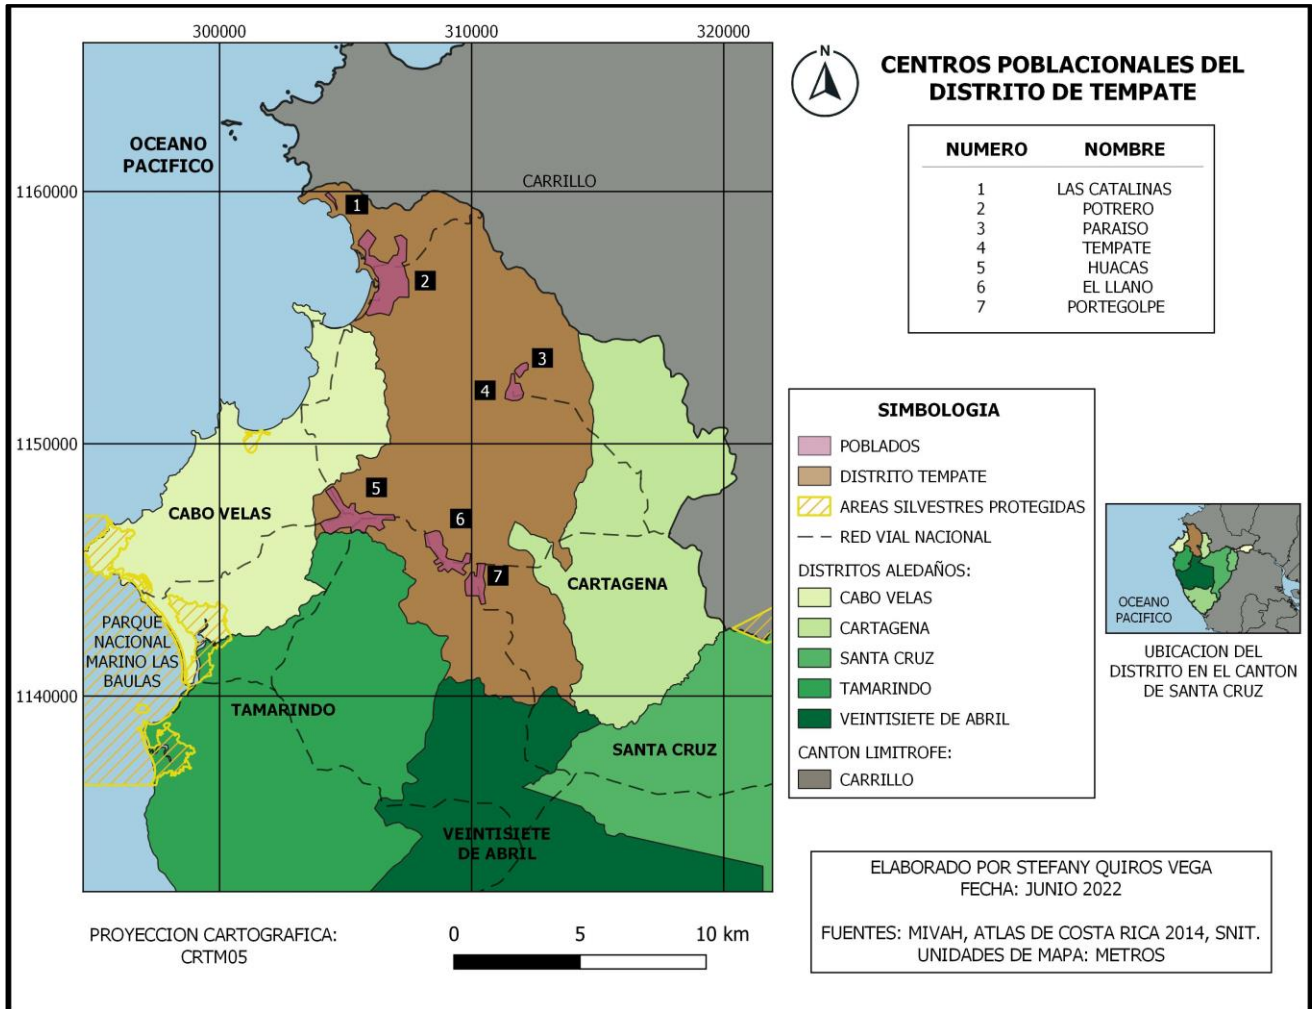 300000
310000
320000
1160000
1150000
1140000
OCEANO
PACIFICO
CARRILLO
1
2
3
4
5
6
7
CABO VELAS
CARTAGENA
PARQUE
NACIONAL
MARINO LAS
BAULAS
TAMARINDO
SANTA CRUZ
VEINTISIETE
DE ABRIL
PROYECCION CARTOGRAFICA:
CRTM05
0 5 10 km
N
CENTROS POBLACIONALES DEL
DISTRITO DE TEMPATE
NUMERO NOMBRE
1 LAS CATALINAS
2 POTRERO
3 PARAISO
4 TEMPATE
5 HUACAS
6 EL LLANO
7 PORTEGOLPE
SIMBOLOGIA
POBLADOS
DISTRITO TEMPATE
AREAS SILVESTRES PROTEGIDAS
RED VIAL NACIONAL
DISTRITOS ALEDAÑOS:
CABO VELAS
CARTAGENA
SANTA CRUZ
TAMARINDO
VEINTISIETE DE ABRIL
CANTON LIMITROFE:
CARRILLO
OCEANO
PACIFICO
UBICACION DEL
DISTRITO EN EL CANTON
DE SANTA CRUZ
ELABORADO POR STEFANY QUIROS VEGA
FECHA: JUNIO 2022
FUENTES: MIVAH, ATLAS DE COSTA RICA 2014, SNIT.
UNIDADES DE MAPA: METROS